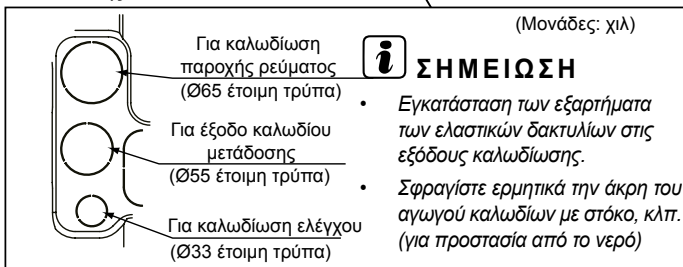 (Μονάδες: χιλ)
Για καλωδίωση
παροχής ρεύματος
(Ø65 έτοιμη τρύπα)
Για έξοδο καλωδίου
μετάδοσης
(Ø55 έτοιμη τρύπα)
Για καλωδίωση ελέγχου
(Ø33 έτοιμη τρύπα)
i ΣΗΜΕΙΩΣΗ
• Εγκατάσταση των εξαρτήματα
των ελαστικών δακτυλίων στις
εξόδους καλωδίωσης.
• Σφραγίστε ερμητικά την άκρη του
αγωγού καλωδίων με στόκο, κλπ.
(για προστασία από το νερό)